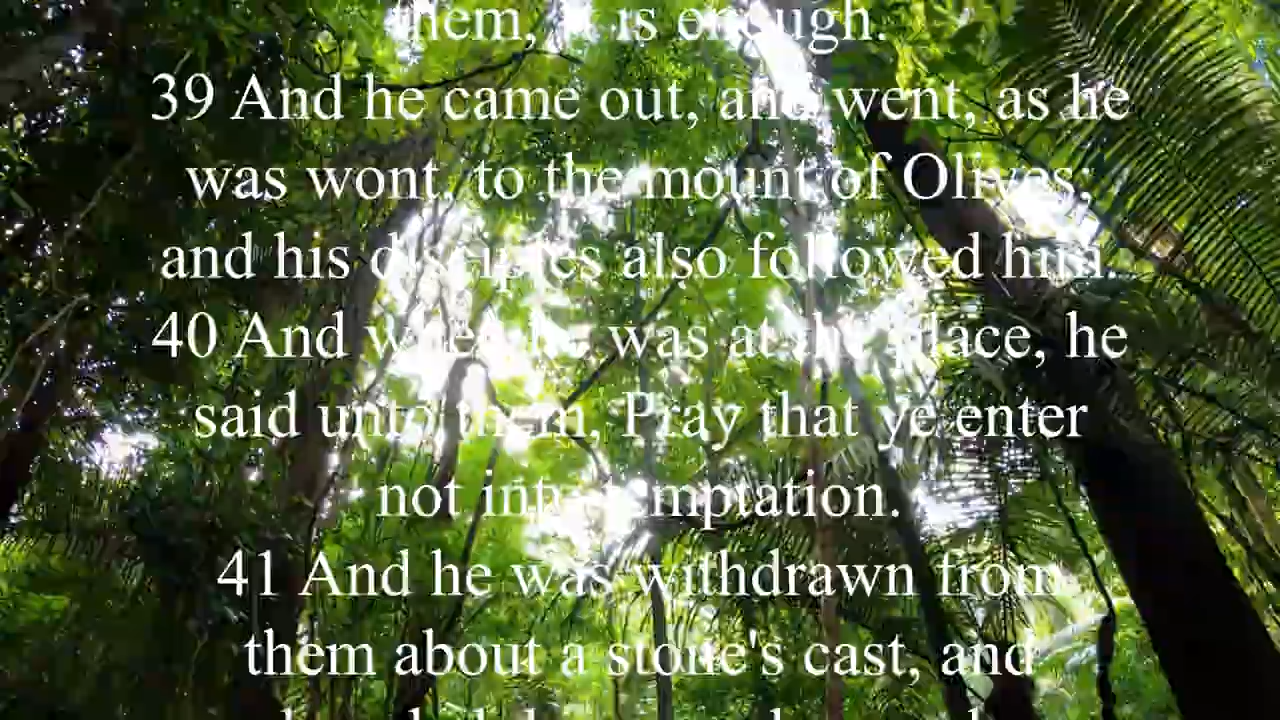 them, it is enough.
39 And he came out, and went, as he
was wont, to the mount of Olives;
and his disciples also followed him.
40 And when he was at the place, he
said unto them, Pray that ye enter
not into temptation.
41 And he was withdrawn from
them about a stone's cast, and